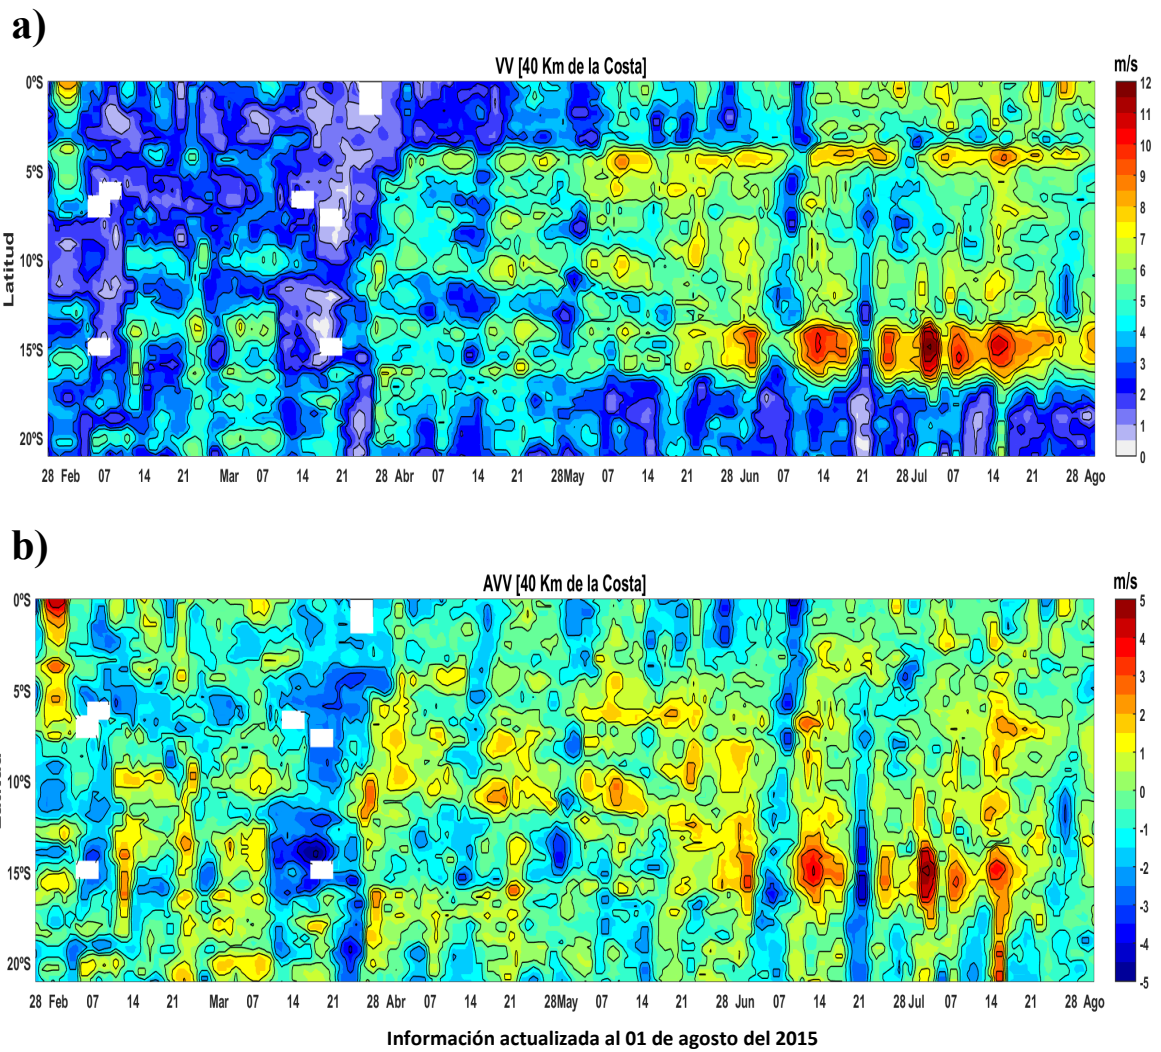 a)
VV [40 Km de la Costa]
m/s
0ºS
5ºS
10ºS
15ºS
20ºS
Latitud
12
11
10
9
8
7
6
5
4
3
2
1
0
28 Feb 07 14 21 Mar 07 14 21 28 Abr 07 14 21 28May 07 14 21 28 Jun 07 14 21 28 Jul 07 14 21 28 Ago
b)
AVV [40 Km de la Costa]
m/s
0ºS
5ºS
10ºS
15ºS
20ºS
5
4
3
2
1
0
-1
-2
-3
-4
-5
28 Feb 07 14 21 Mar 07 14 21 28 Abr 07 14 21 28May 07 14 21 28 Jun 07 14 21 28 Jul 07 14 21 28 Ago
Información actualizada al 01 de agosto del 2015